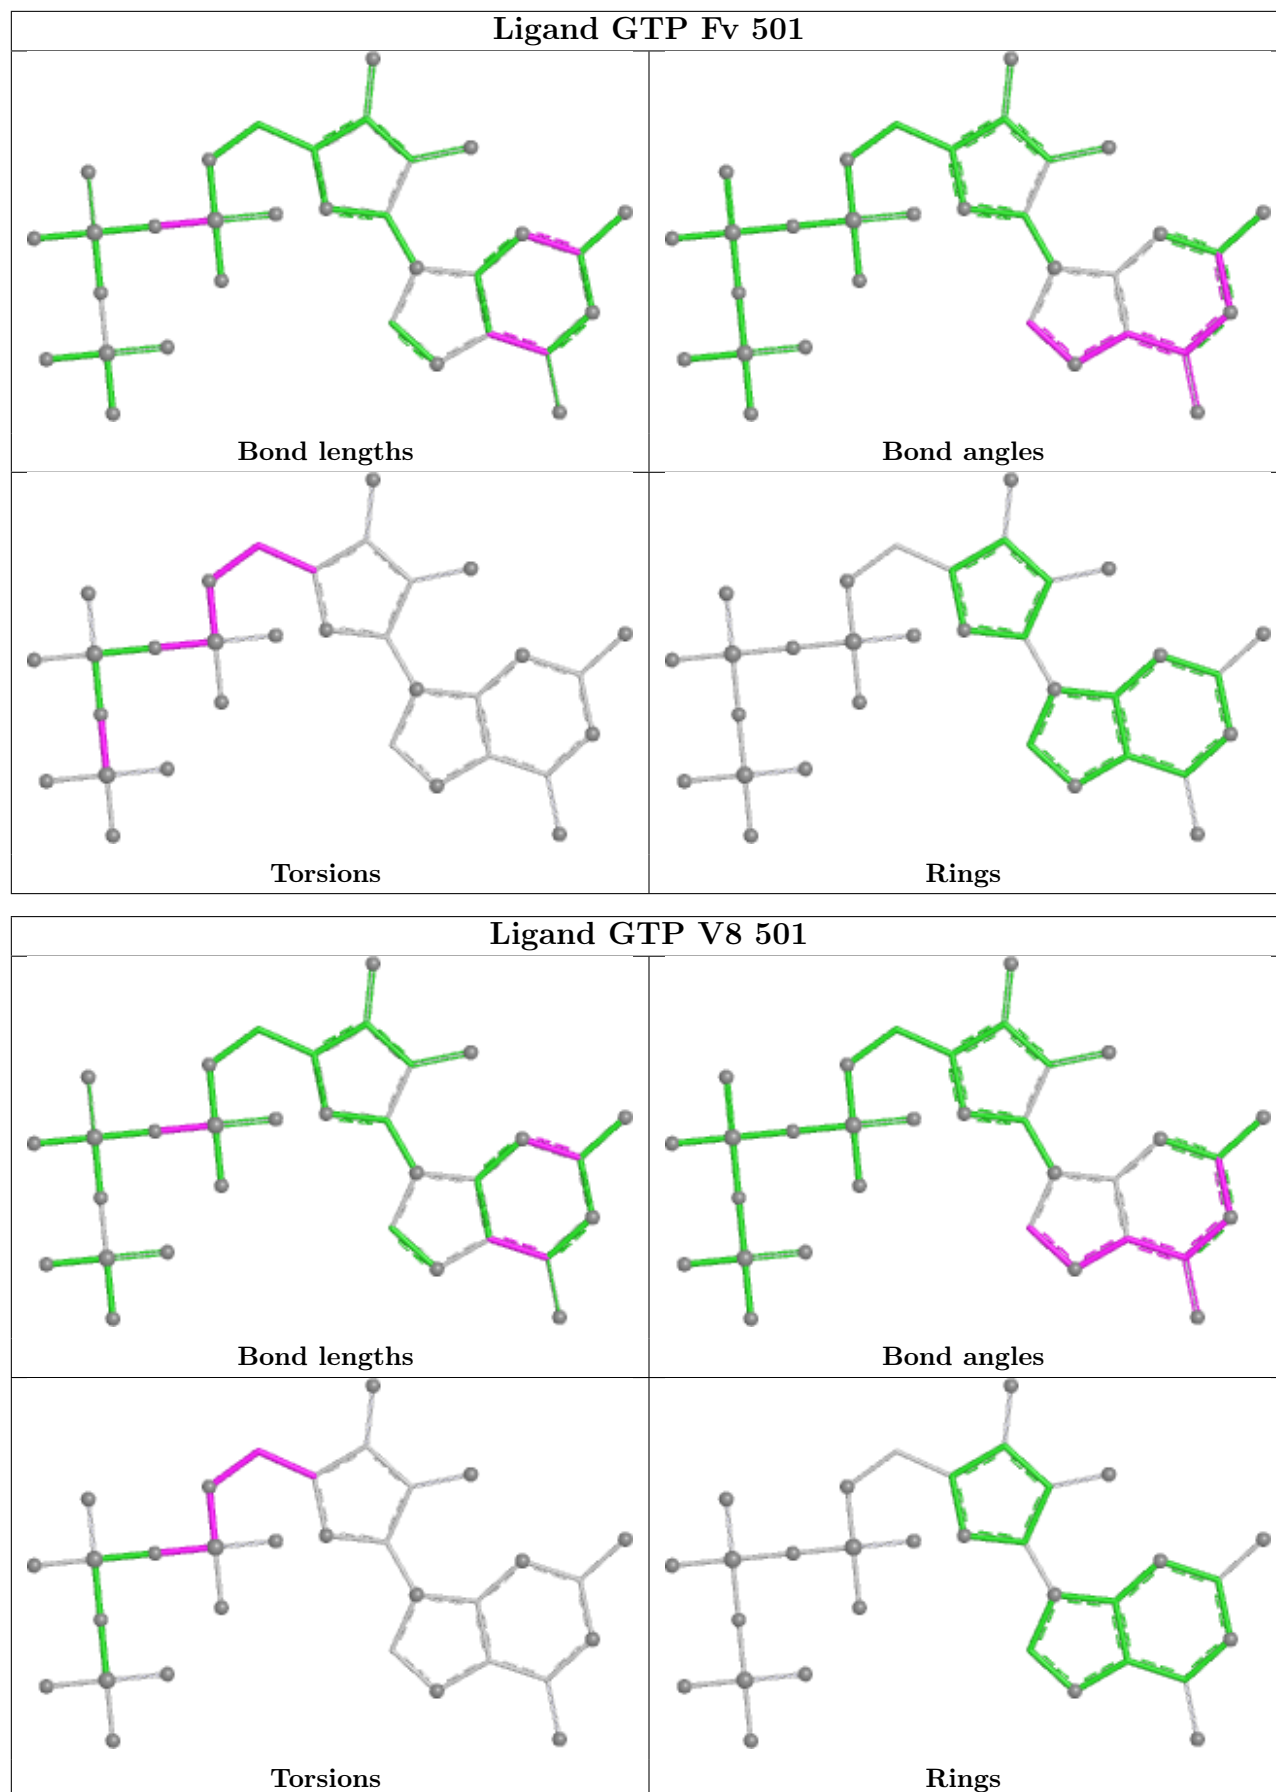 Ligand GTP Fv 501
Bond lengths
Bond angles
Torsions
Rings
Ligand GTP V8 501
Bond lengths
Bond angles
Torsions
Rings